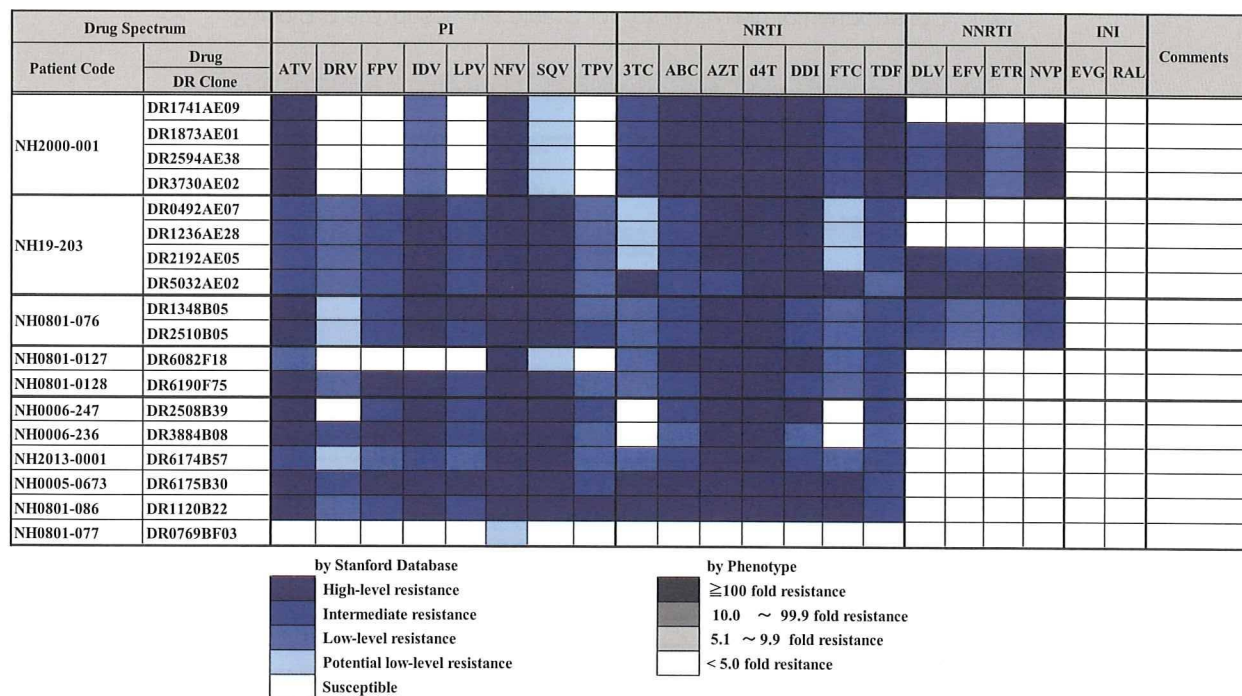 Drug Spectrum PI NRTI NNRTI INI Comments
Patient Code Drug ATV DRV FPV IDV LPV NFV SQV TPV 3TC ABC AZT d4T DDI FTC TDF DLV EFV ETR NVP EVG RAL
DR Clone
NH2000-001 DR1741AE09
DR1873AE01
DR2594AE38
DR3730AE02
NH19-203 DR0492AE07
DR1236AE28
DR2192AE05
DR5032AE02
NH0801-076 DR1348B05
DR2510B05
NH0801-0127 DR6082F18
NH0801-0128 DR6190F75
NH0006-247 DR2508B39
NH0006-236 DR3884B08
NH2013-0001 DR6174B57
NH0005-0673 DR6175B30
NH0801-086 DR1120B22
NH0801-077 DR0769BF03
by Stanford Database
High-level resistance
Intermediate resistance
Low-level resistance
Potential low-level resistance
Susceptible
by Phenotype
≧100 fold resistance
10.0 ～ 99.9 fold resistance
5.1 ～ 9.9 fold resistance
< 5.0 fold resitance